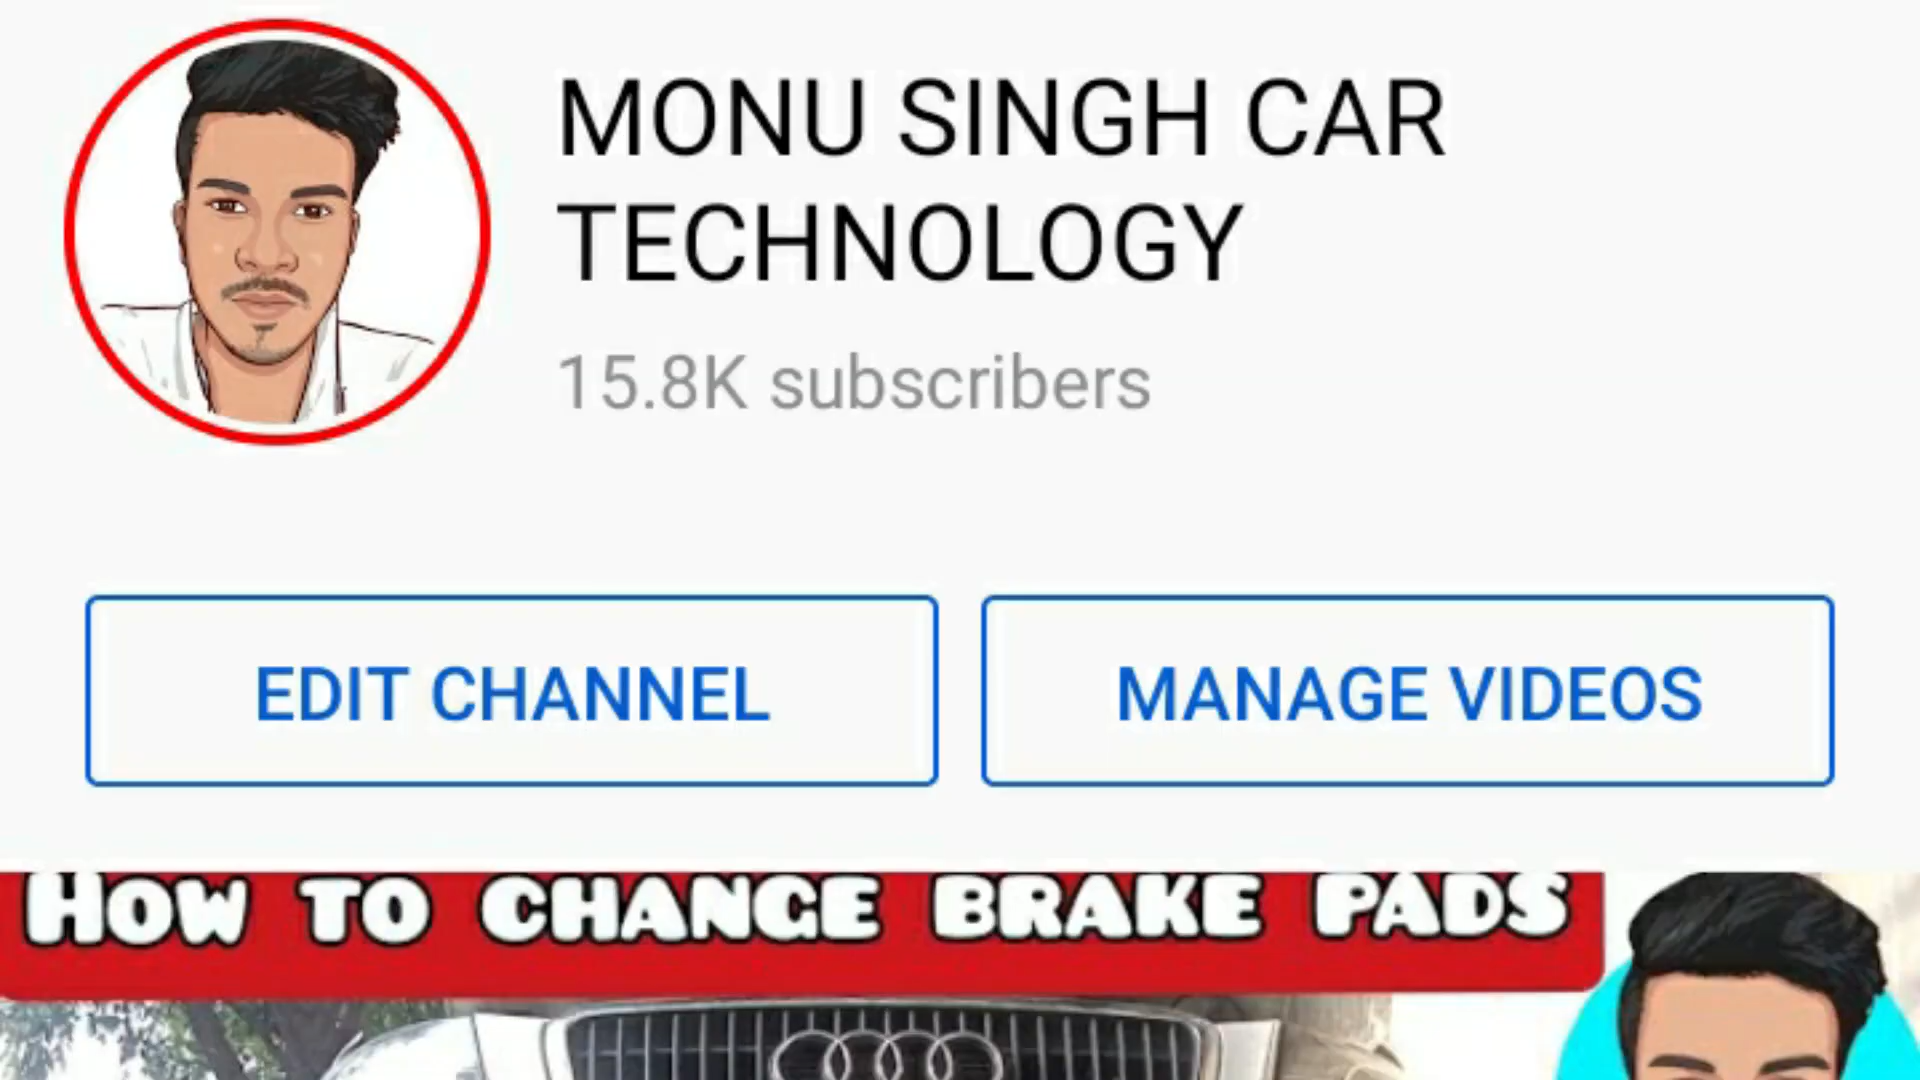 MONU SINGH CAR
TECHNOLOGY
15.8K subscribers
EDIT CHANNEL
MANAGE VIDEOS
HOW TO CHANGE BRAKE PADS